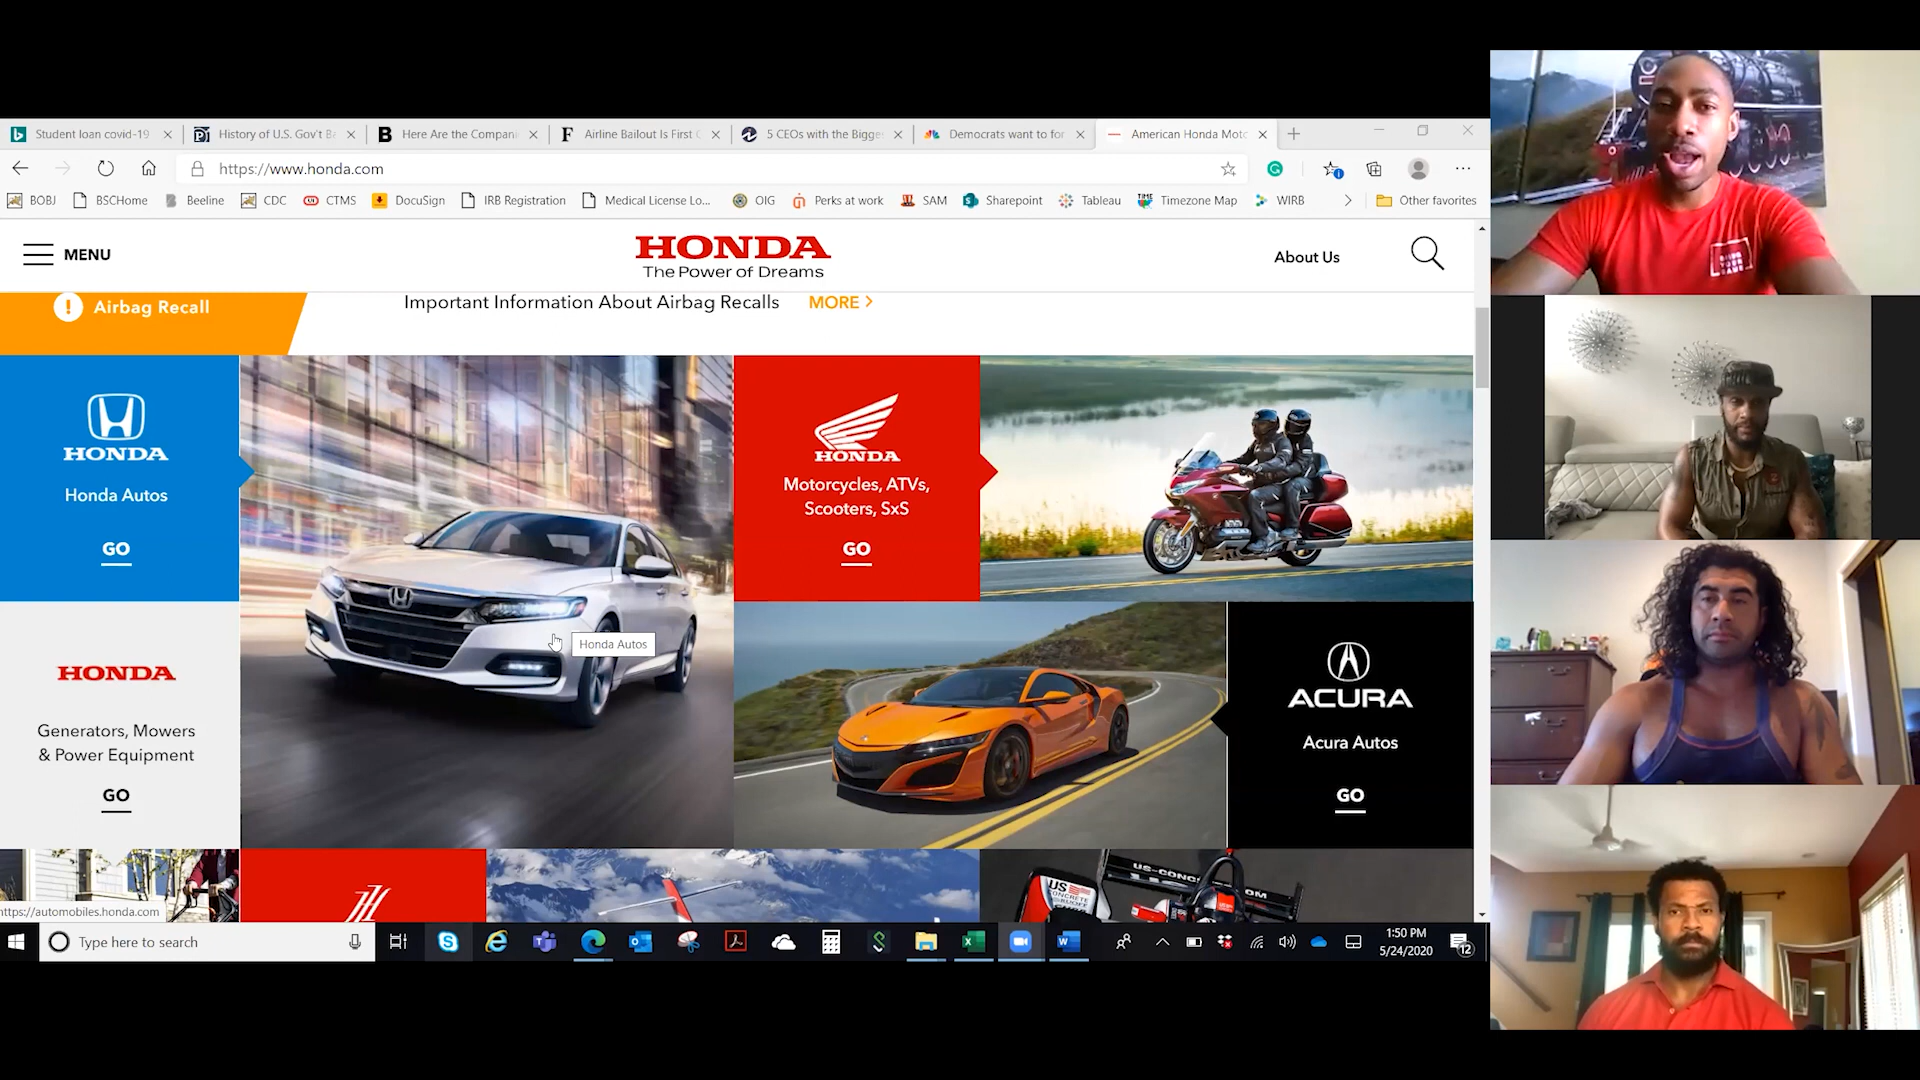 Student loan covid-19
History of U.S. Gov't B
Here Are the Compani
Airline Bailout Is First
5 CEOs with the Bigge
Democrats want to for
American Honda Moto
https://www.honda.com
BOBJ
BSCHome
Beeline
CDC
CTMS
DocuSign
IRB Registration
Medical License Lo...
OIG
Perks at work
SAM
Sharepoint
Tableau
Timezone Map
WIRB
Other favorites
MENU
HONDA
The Power of Dreams
About Us
Airbag Recall
Important Information About Airbag Recalls
MORE >
HONDA
Honda Autos
GO
HONDA
Motorcycles, ATVs,
Scooters, SxS
GO
Honda Autos
HONDA
Generators, Mowers
& Power Equipment
GO
ACURA
Acura Autos
GO
US
https://automobiles.honda.com
Type here to search
1:50 PM
5/24/2020
12